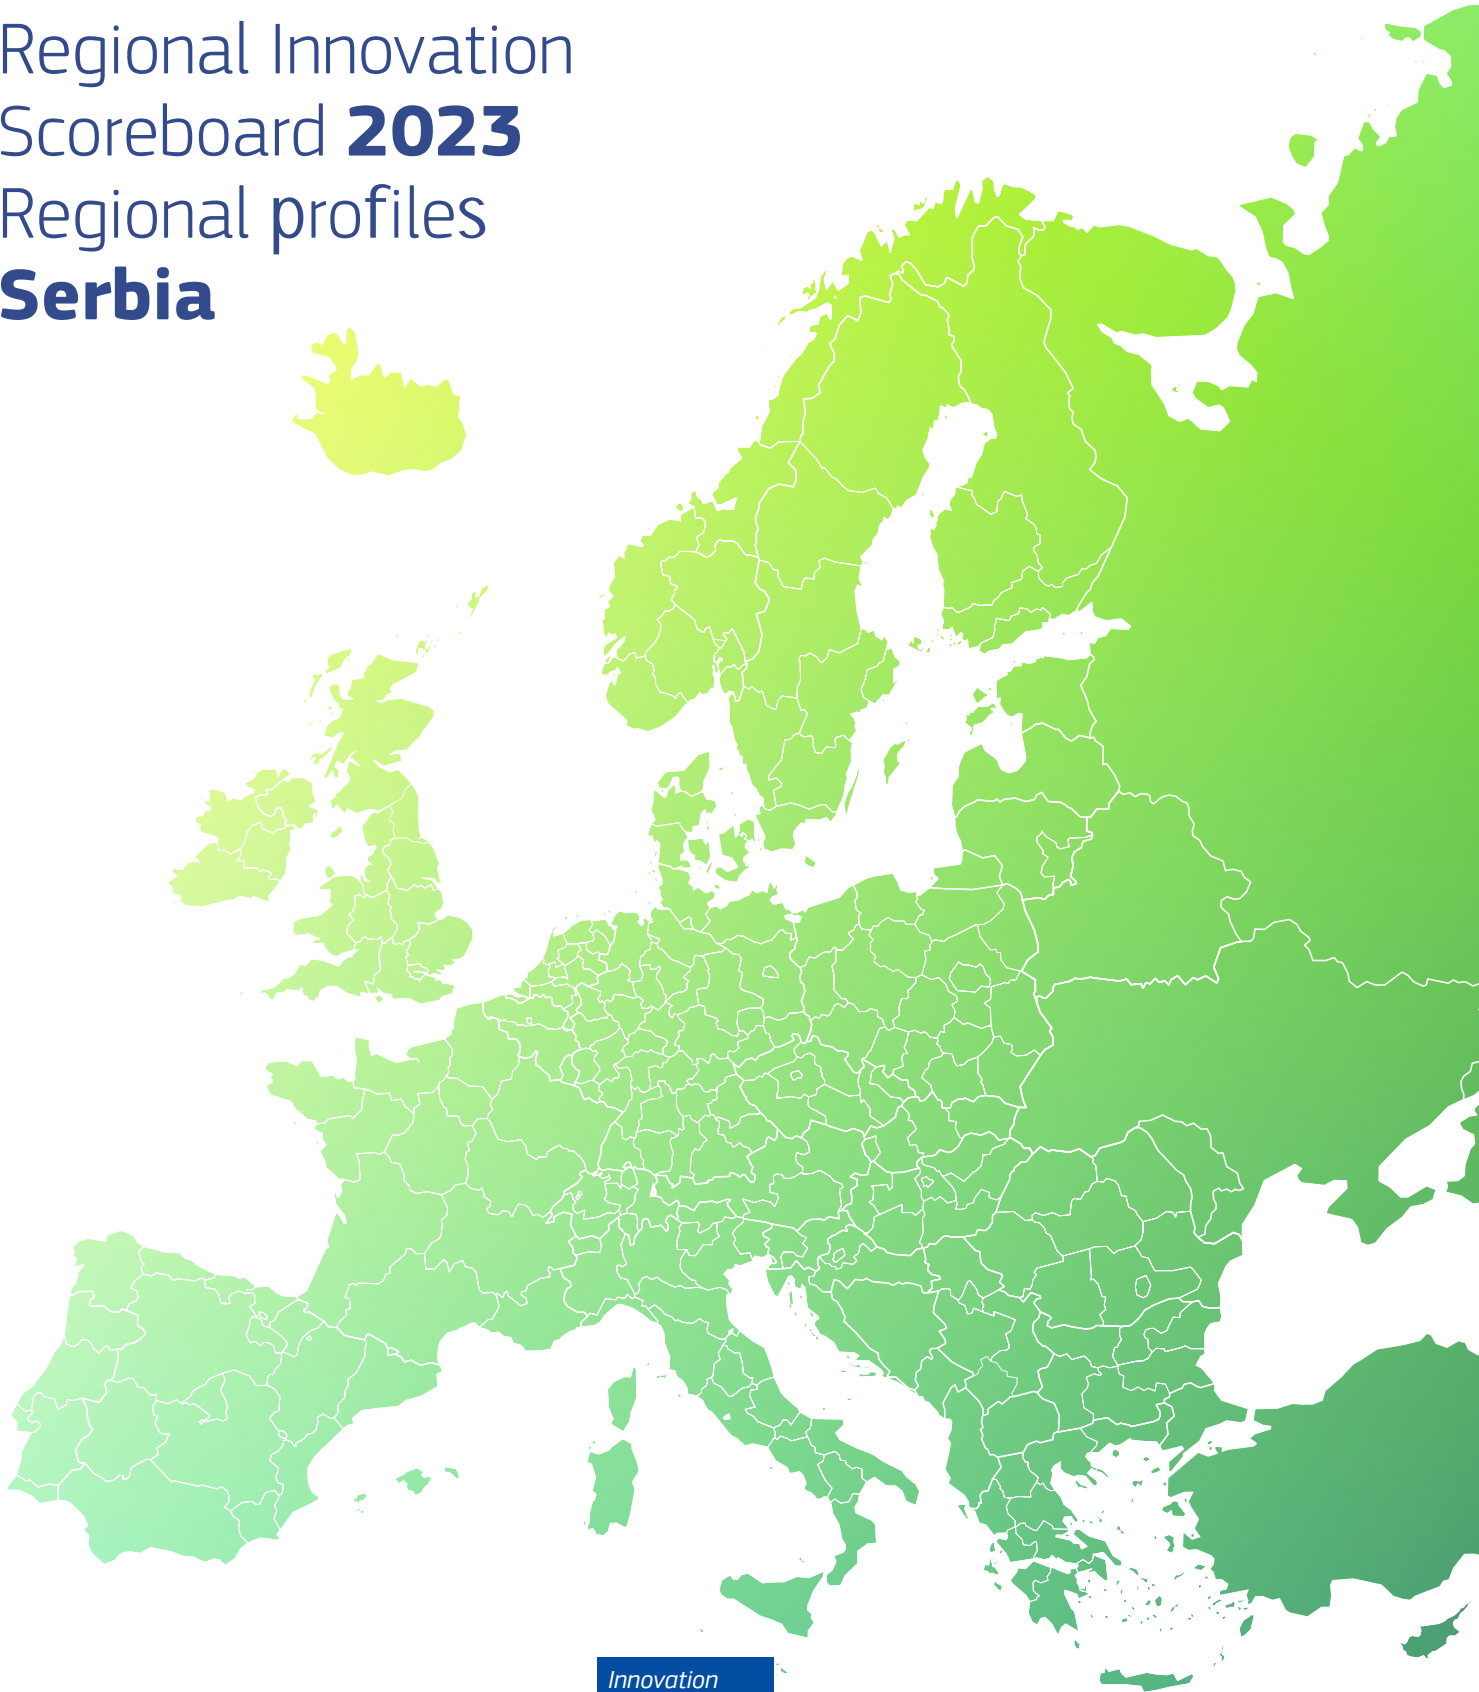 Regional Innovation
Scoreboard 2023
Regional profiles
Serbia
Innovation